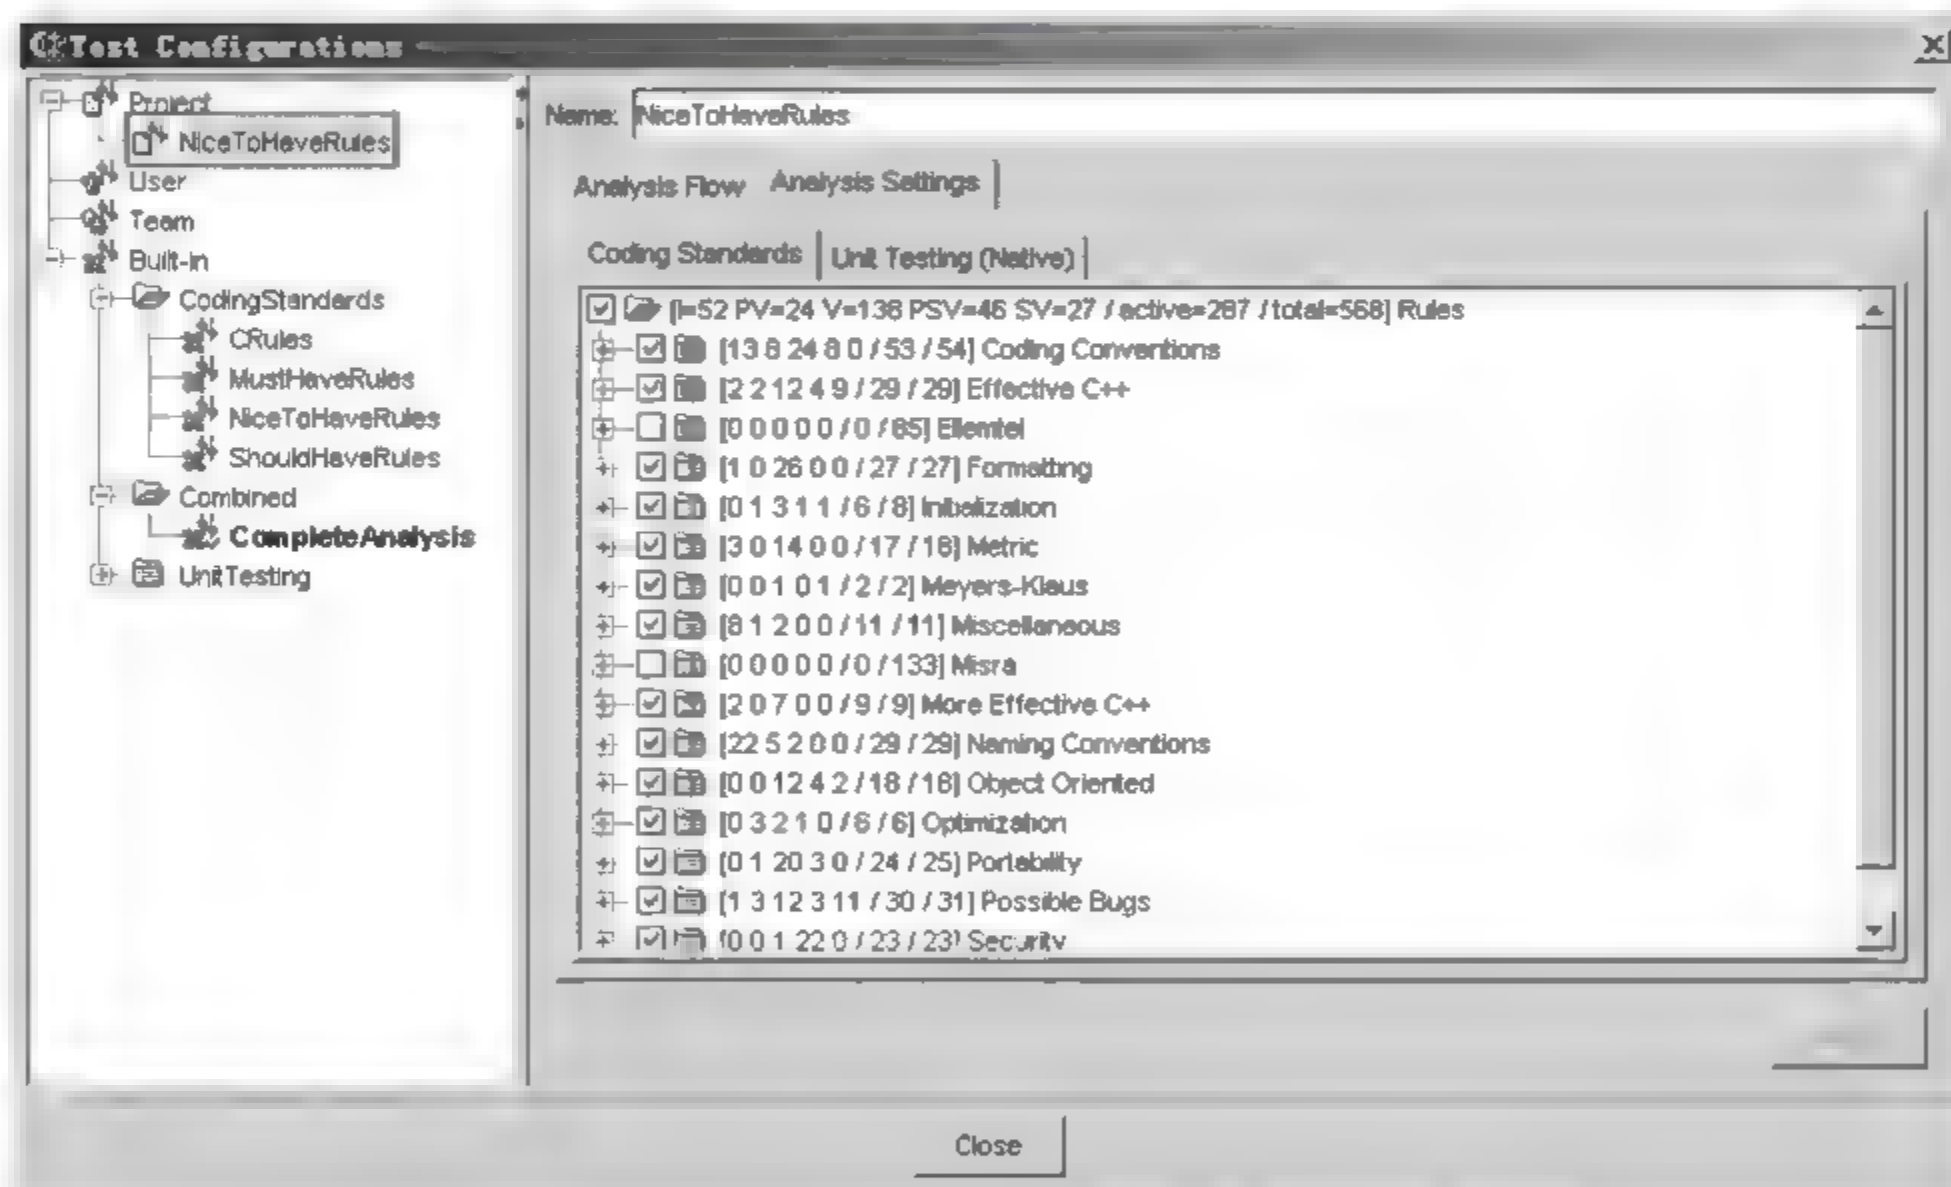 Test Configurations
Project
NiceToHaveRules
User
Team
Built-in
CodingStandards
CRules
MustHaveRules
NiceToHaveRules
ShouldHaveRules
Combined
CompleteAnalysis
UnitTesting
Name: NiceToHaveRules
Analysis Flow Analysis Settings
Coding Standards Unit Testing (Native)
[I=52 PV=24 V=138 PSV=46 SV=27 / active=287 / total=568] Rules
[13 8 24 8 0 / 53 / 54] Coding Conventions
[2 2 12 4 9 / 29 / 29] Effective C++
[0 0 0 0 0 / 0 / 85] Ellemtel
[1 0 26 0 0 / 27 / 27] Formatting
[0 1 3 1 1 / 6 / 8] Initialization
[3 0 14 0 0 / 17 / 18] Metric
[0 0 1 0 1 / 2 / 2] Meyers-Klaus
[8 1 2 0 0 / 11 / 11] Miscellaneous
[0 0 0 0 0 / 0 / 133] Misra
[2 0 7 0 0 / 9 / 9] More Effective C++
[22 5 2 0 0 / 29 / 29] Naming Conventions
[0 0 12 4 2 / 18 / 18] Object Oriented
[0 3 2 1 0 / 6 / 6] Optimization
[0 1 20 3 0 / 24 / 25] Portability
[1 3 12 3 11 / 30 / 31] Possible Bugs
[0 0 1 22 0 / 23 / 23] Security
Close